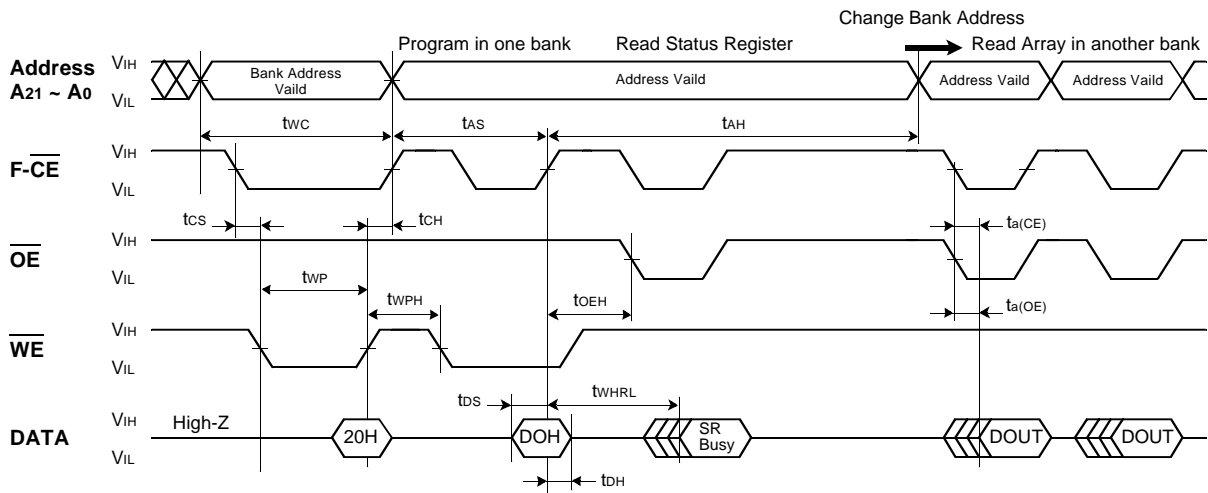 Change Bank Address
Program in one bank Read Status Register Read Array in another bank
Address
A21 ~ A0
VIH
VIL
Bank Address
Vaild
Address Vaild
Address Vaild
Address Vaild
tWC
tAS
tAH
F-CE
VIH
VIL
tCS
tCH
ta(CE)
OE
VIH
VIL
tWP
tWPH
tOEH
ta(OE)
WE
VIH
VIL
tDS
tWHRL
DATA
VIH
VIL
High-Z
20H
DOH
SR
Busy
DOUT
DOUT
tDH